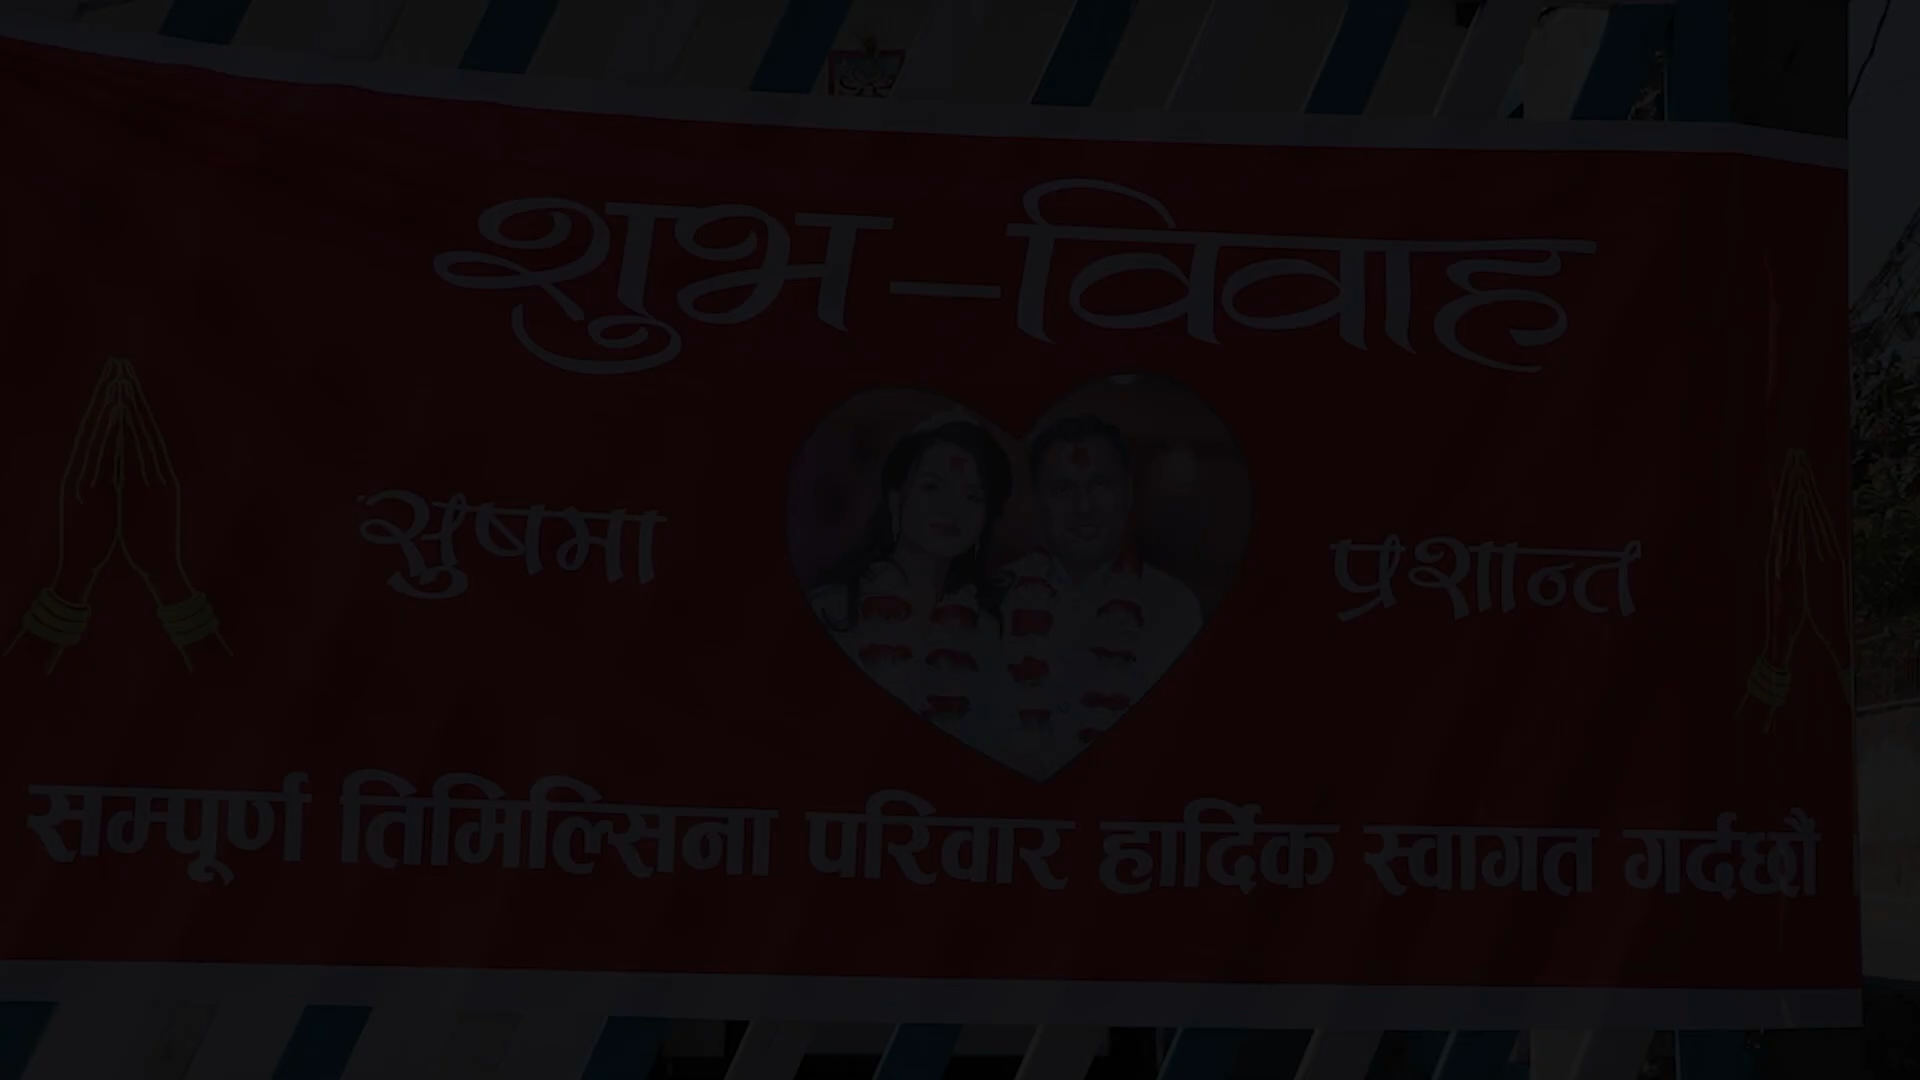 शुभ-विवाह
सुषमा
प्रशान्त
सम्पूर्ण तिमिल्सिना परिवार हार्दिक स्वागत गर्दछौं